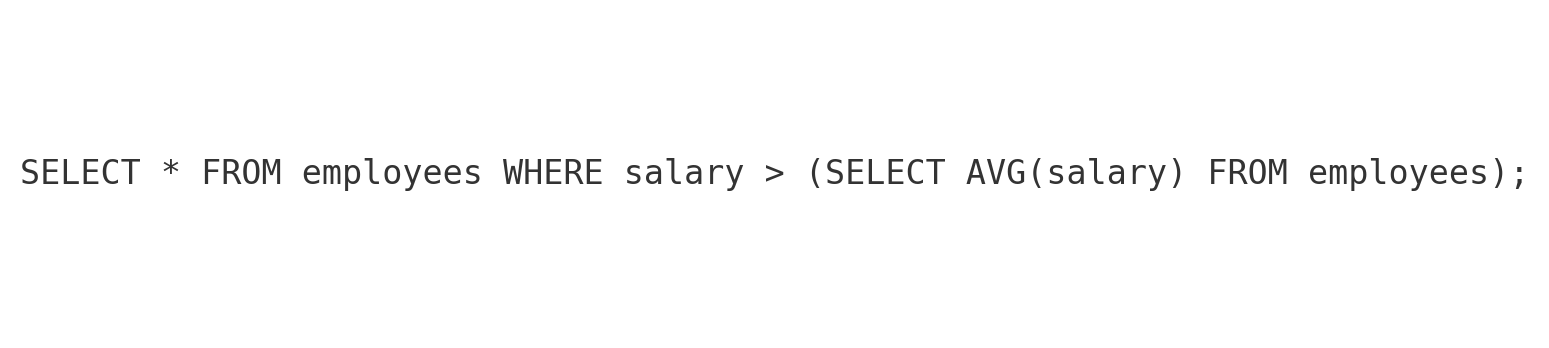 SELECT * FROM employees WHERE salary > (SELECT AVG(salary) FROM employees);